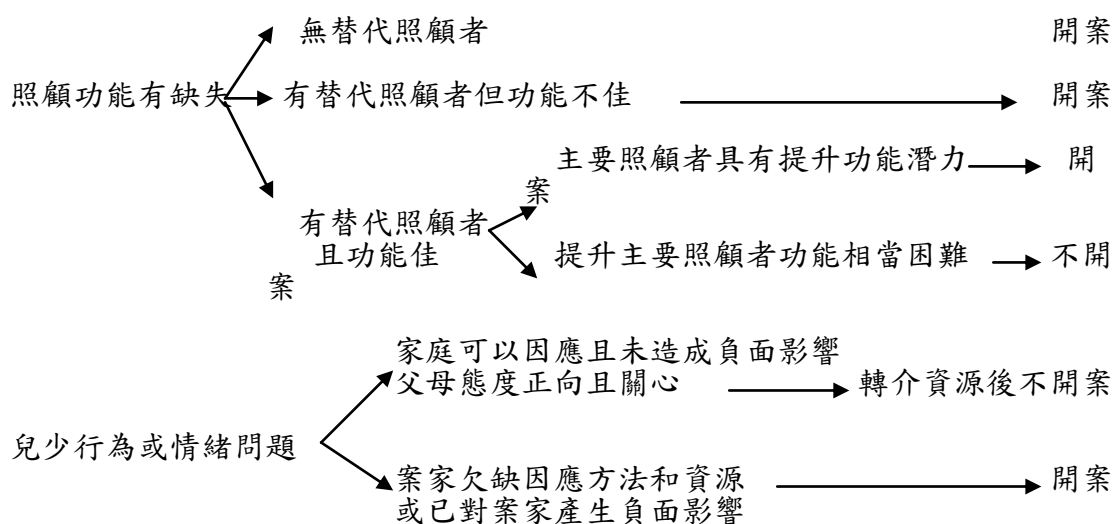 無替代照顧者 開案
照顧功能有缺失 有替代照顧者但功能不佳 開案
主要照顧者具有提升功能潛力 開
案
有替代照顧者
且功能佳 提升主要照顧者功能相當困難 不開
案
家庭可以因應且未造成負面影響
父母態度正向且關心 轉介資源後不開案
兒少行為或情緒問題
案家欠缺因應方法和資源 開案
或已對案家產生負面影響